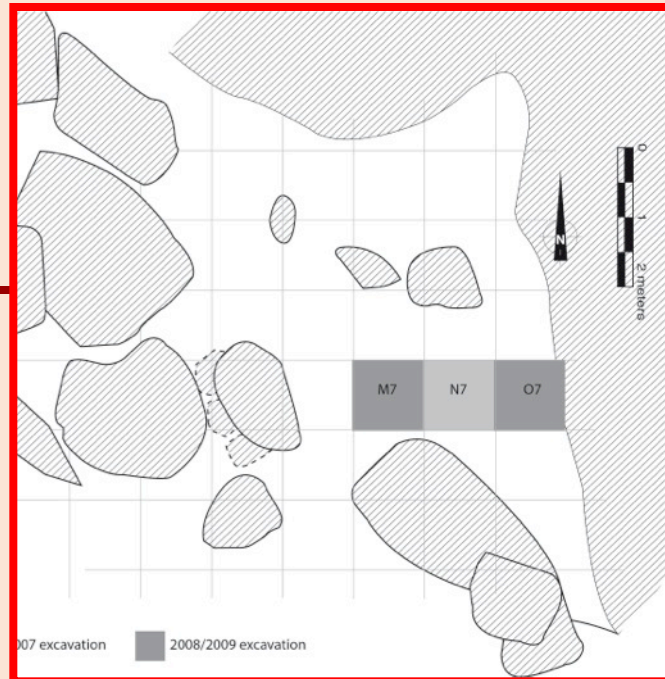 0
1
2 meters
N
M7 N7 O7
007 excavation
2008/2009 excavation